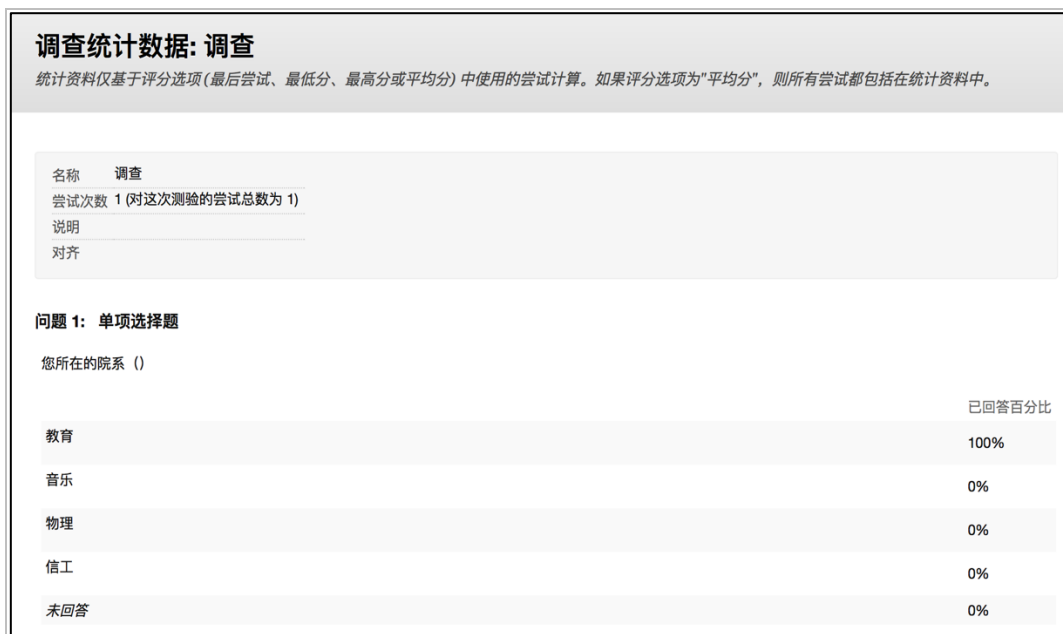 调查统计数据: 调查
统计资料仅基于评分选项 (最后尝试、最低分、最高分或平均分) 中使用的尝试计算。如果评分选项为"平均分"，则所有尝试都包括在统计资料中。
名称 调查
尝试次数 1 (对这次测验的尝试总数为 1)
说明
对齐
问题 1: 单项选择题
您所在的院系（）
已回答百分比
教育 100%
音乐 0%
物理 0%
信工 0%
未回答 0%